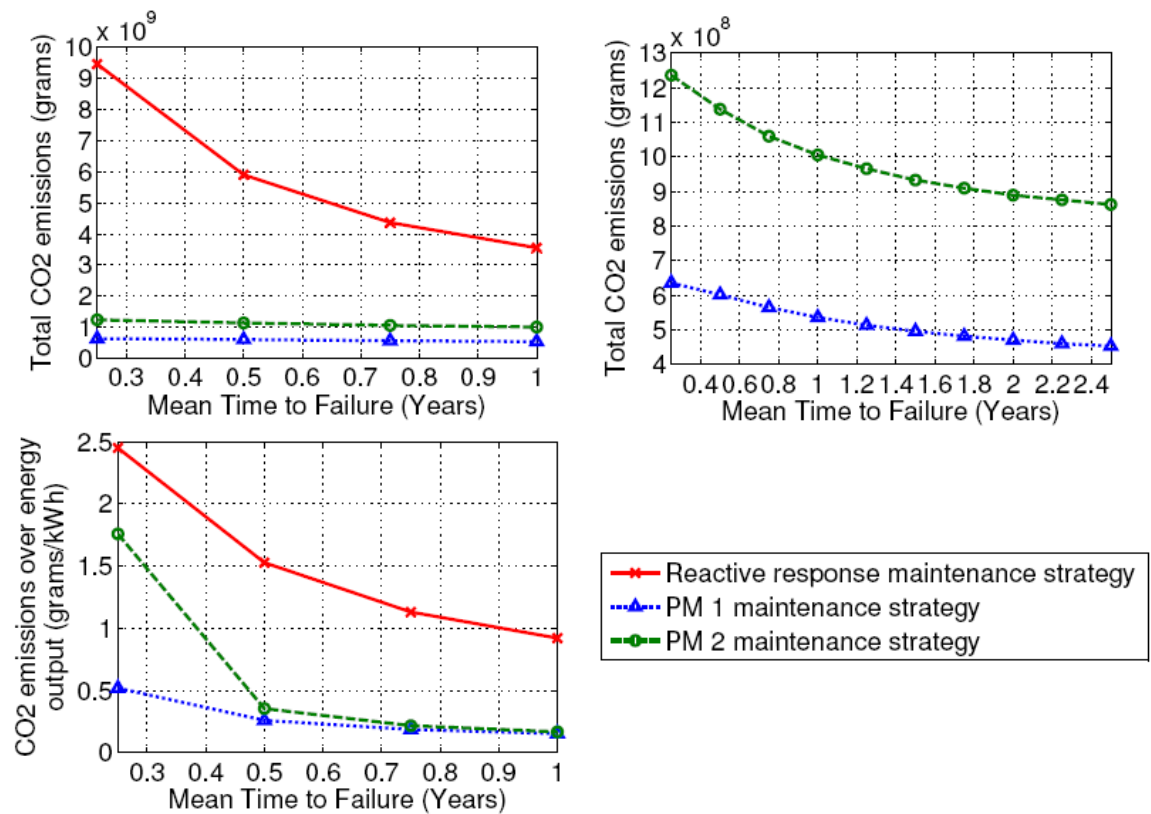 × 10⁹
10
9
8
7
6
5
4
3
2
1
0
0.3 0.4 0.5 0.6 0.7 0.8 0.9 1
Total CO2 emissions (grams)
Mean Time to Failure (Years)
× 10⁸
13
12
11
10
9
8
7
6
5
4
0.4 0.6 0.8 1 1.2 1.4 1.6 1.8 2 2.2 2.4
Total CO2 emissions (grams)
Mean Time to Failure (Years)
2.5
2
1.5
1
0.5
0
0.3 0.4 0.5 0.6 0.7 0.8 0.9 1
CO2 emissions over energy
output (grams/kWh)
Mean Time to Failure (Years)
Reactive response maintenance strategy
PM 1 maintenance strategy
PM 2 maintenance strategy